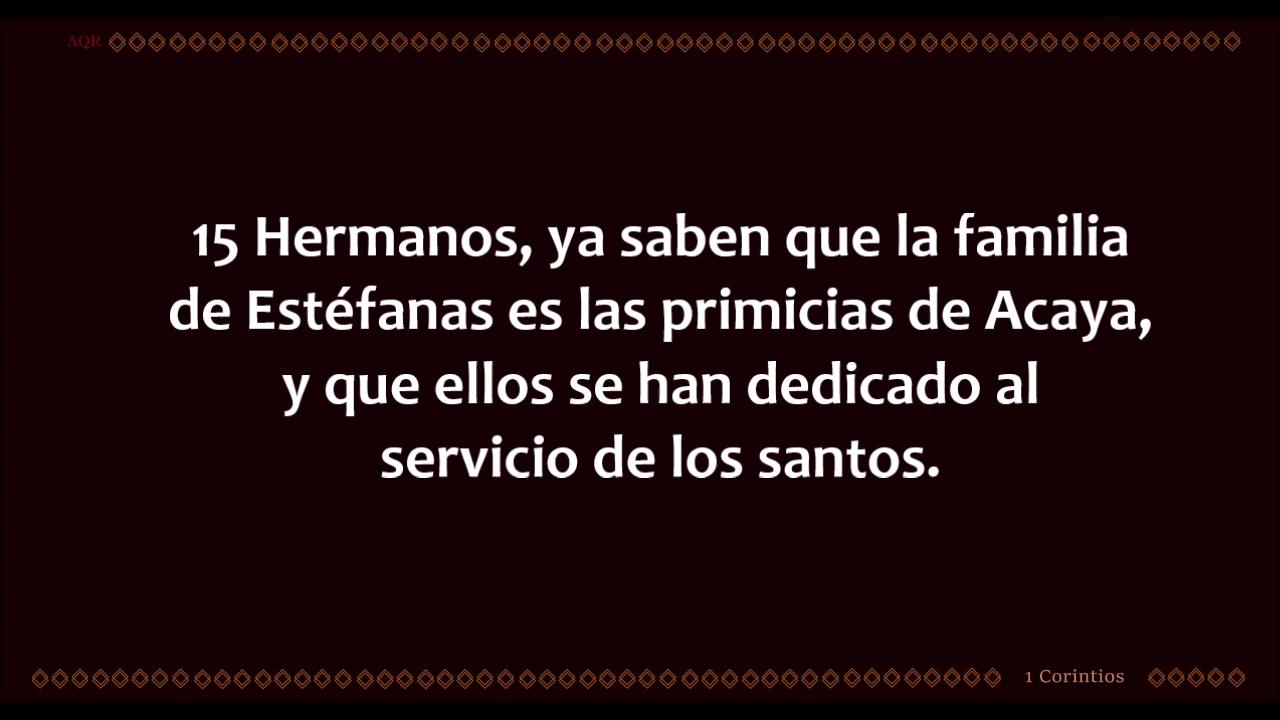 AQR
15 Hermanos, ya saben que la familia
de Estéfanas es las primicias de Acaya,
y que ellos se han dedicado al
servicio de los santos.
1 Corintios